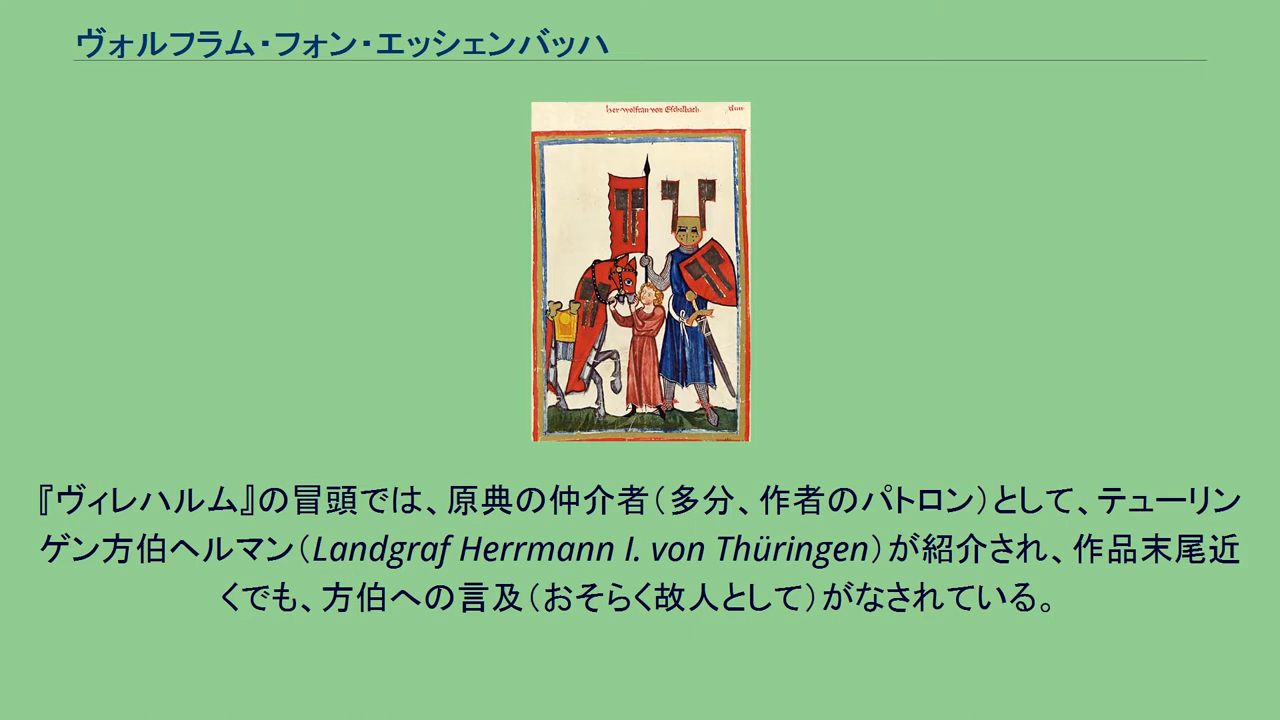 ヴォルフラム・フォン・エッシェンバッハ
Her wolfran von Eschilbach.
『ヴィレハルム』の冒頭では、原典の仲介者（多分、作者のパトロン）として、テューリン
ゲン方伯ヘルマン（Landgraf Herrmann I. von Thüringen）が紹介され、作品末尾近
くでも、方伯への言及（おそらく故人として）がなされている。